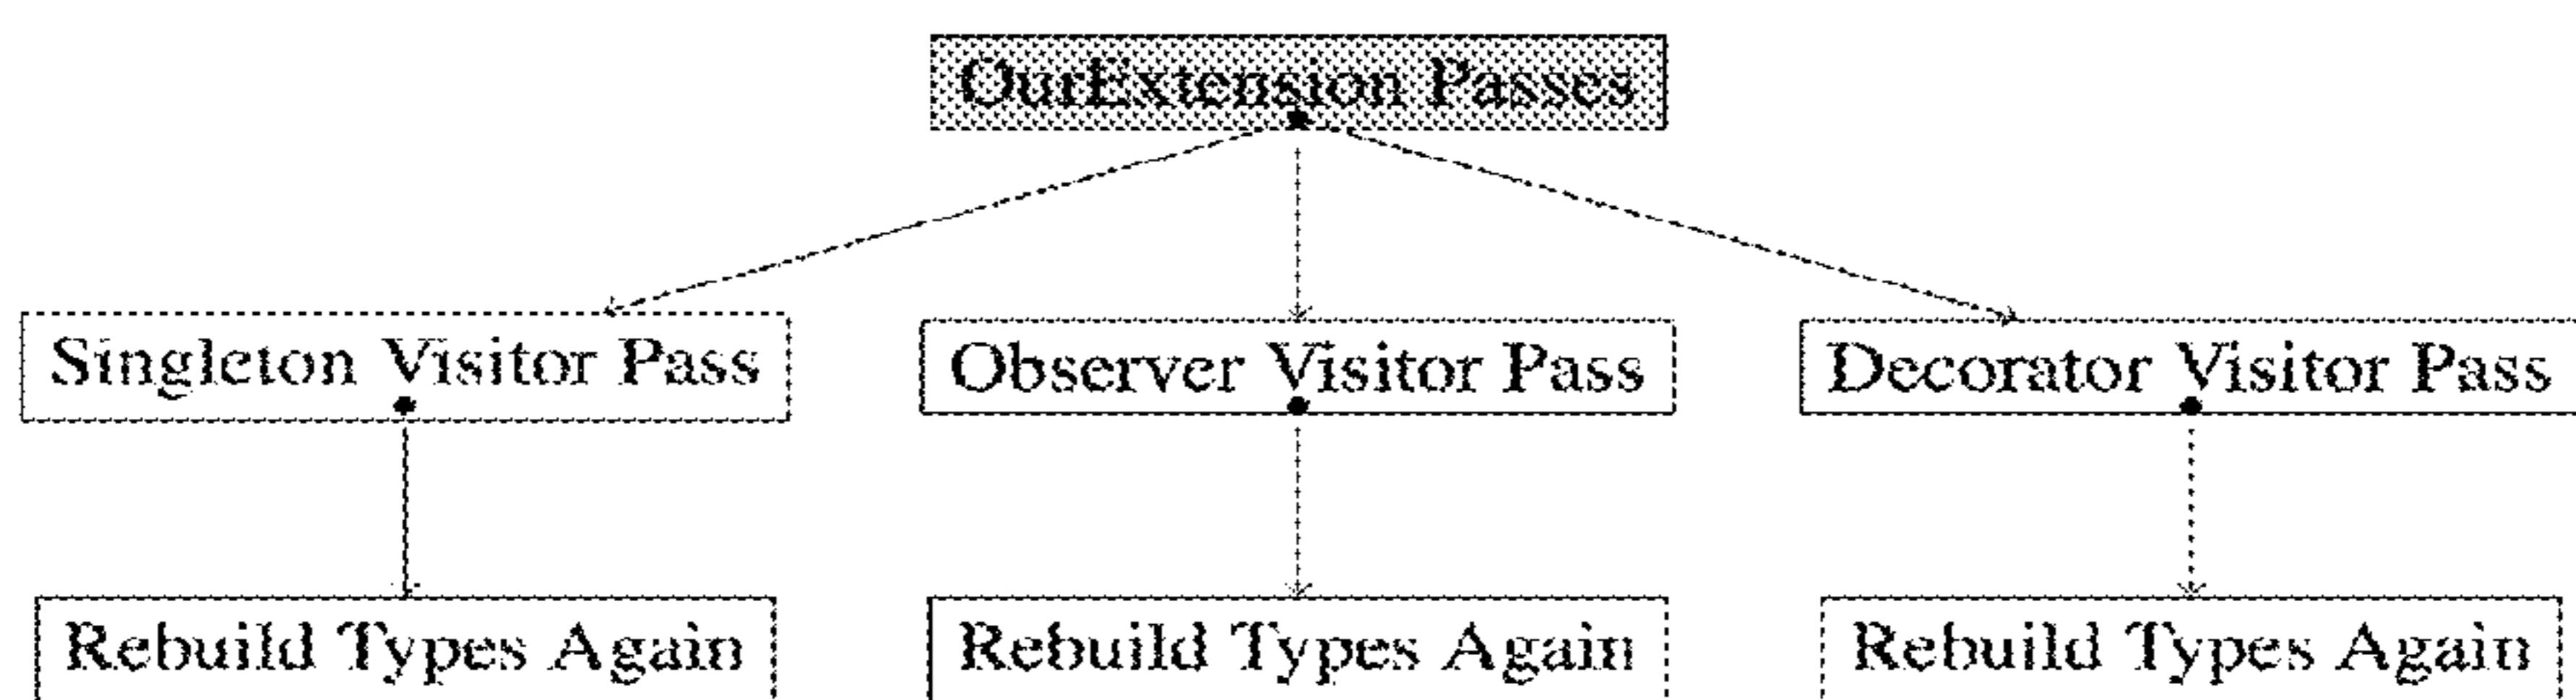 OurExtension Passes
Singleton Visitor Pass
Observer Visitor Pass
Decorator Visitor Pass
Rebuild Types Again
Rebuild Types Again
Rebuild Types Again